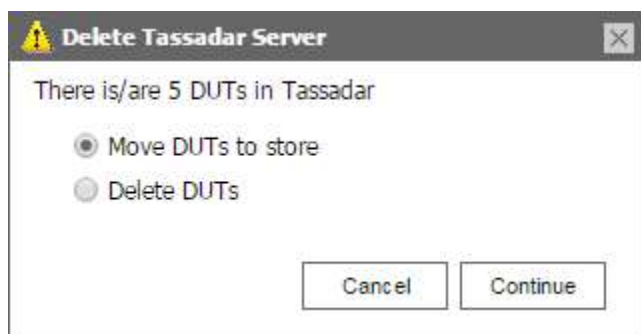 Delete Tassadar Server
There is/are 5 DUTs in Tassadar
Move DUTs to store
Delete DUTs
Cancel Continue